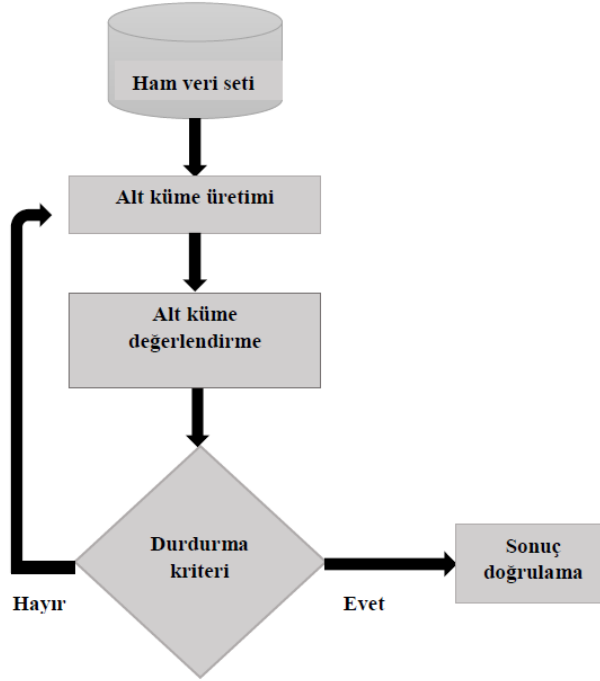 Ham veri seti
Alt küme üretimi
Alt küme
değerlendirme
Durdurma
kriteri
Sonuç
doğrulama
Hayır
Evet